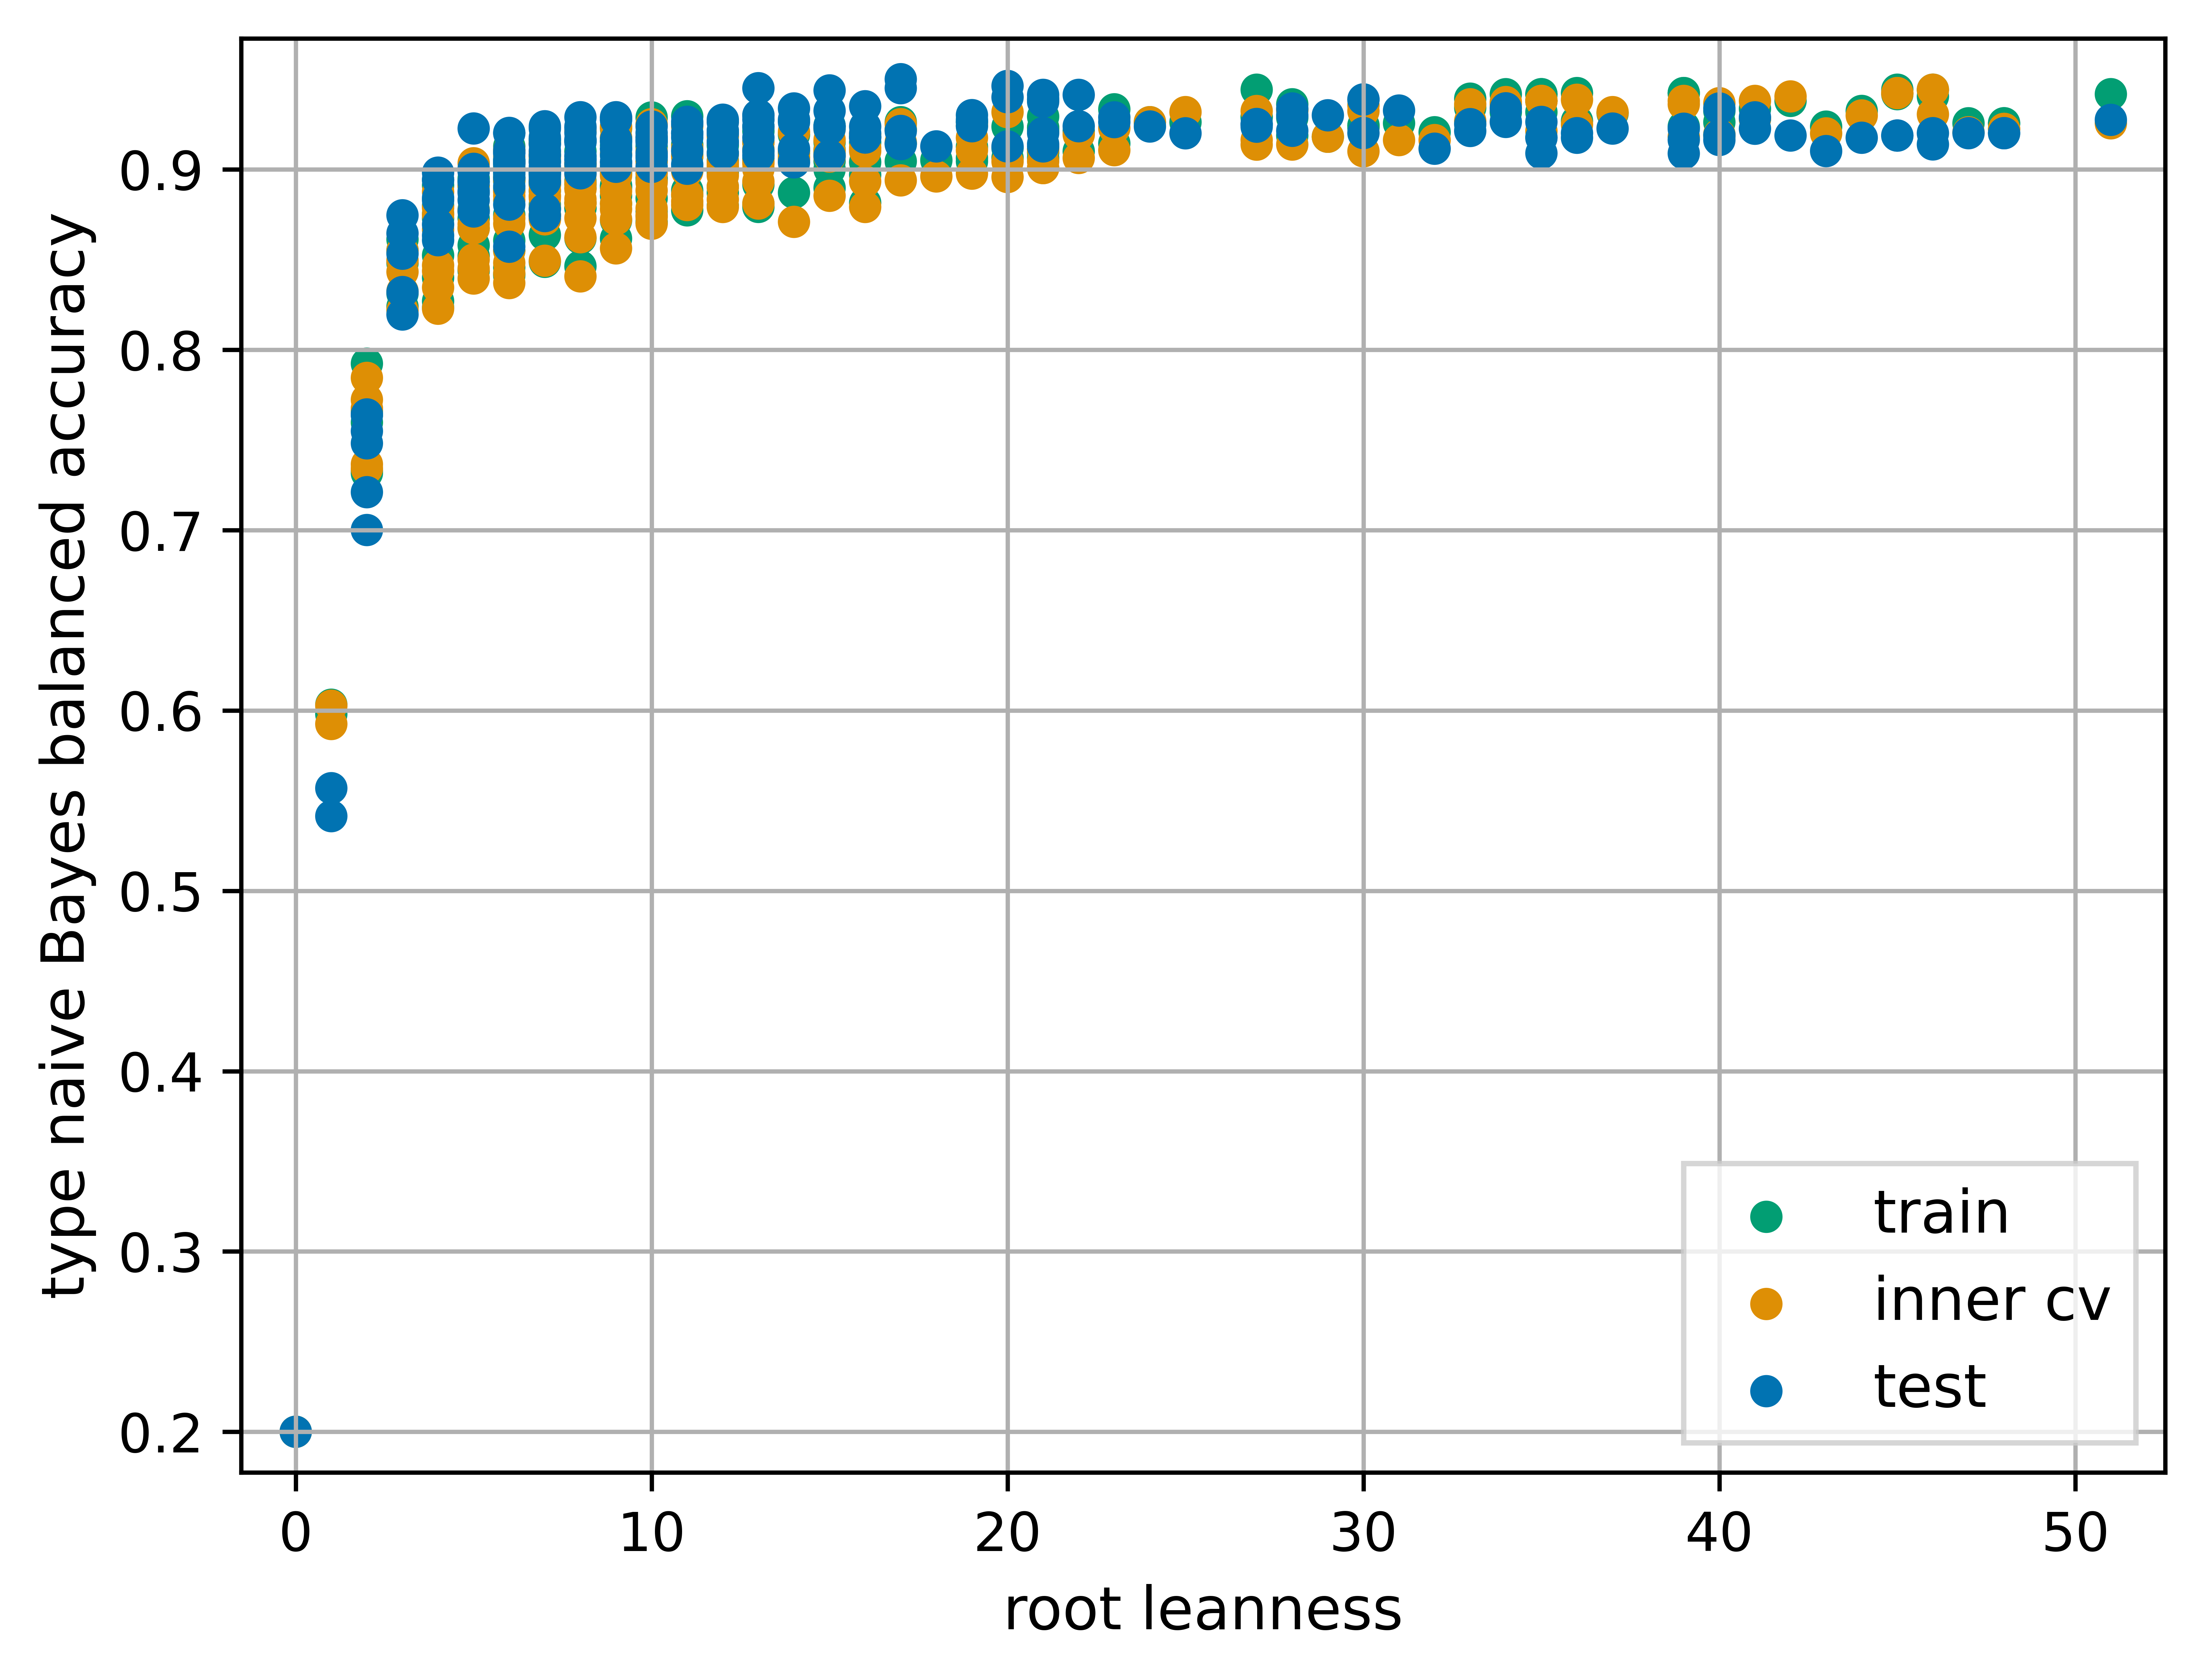 type naive Bayes balanced accuracy
0.9
0.8
0.7
0.6
0.5
0.4
0.3
0.2
0 10 20 30 40 50
root leanness
train
inner cv
test